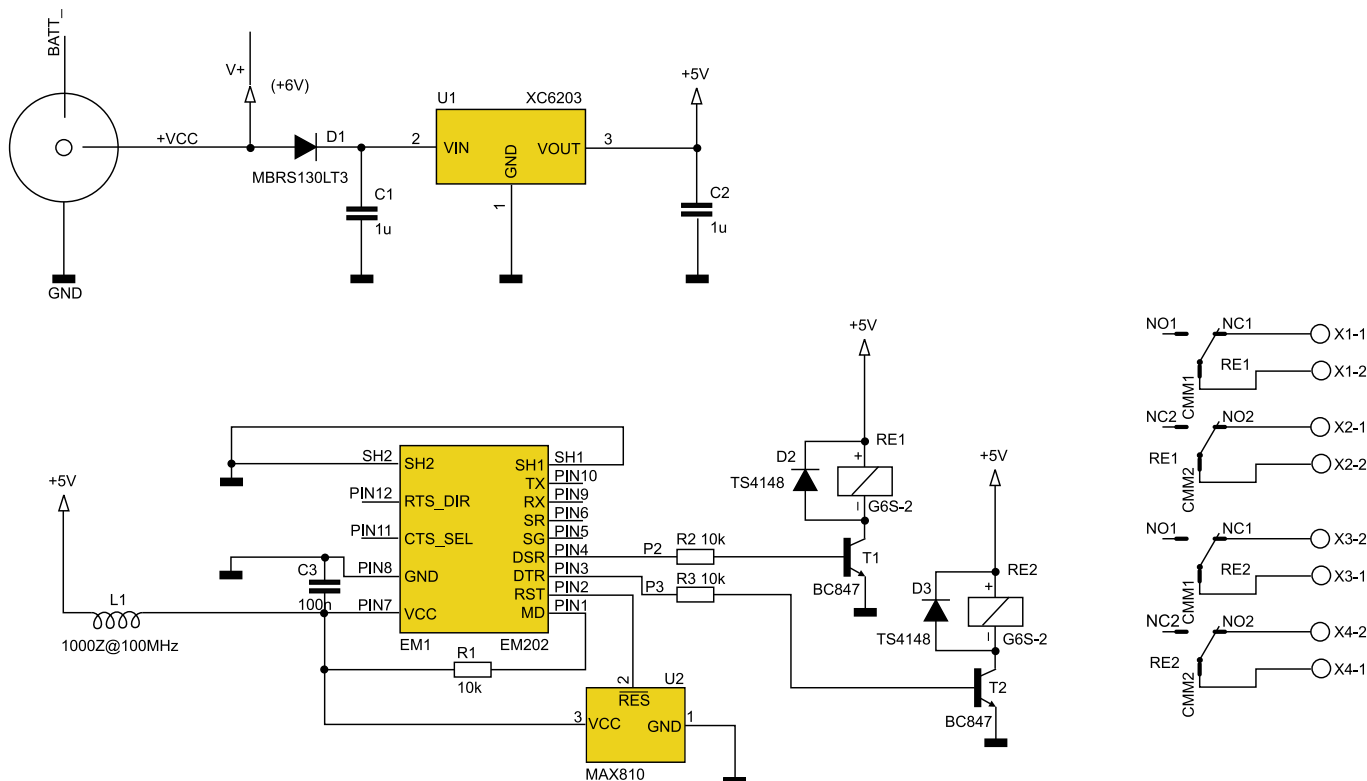 BATT_
V+
(+6V)
+5V
U1 XC6203
+VCC
D1
2
VIN
GND
VOUT
3
MBRS130LT3
C1
1u
1
C2
1u
GND
+5V
NO1
NC1
X1-1
RE1
X1-2
CMM1
NC2
NO2
X2-1
RE1
X2-2
CMM2
NO1
NC1
X3-2
RE2
X3-1
CMM1
NC2
NO2
X4-2
RE2
X4-1
CMM2
RE1
D2
+
TS4148
–
G6S-2
+5V
SH2
SH2
SH1
SH1
+5V
TX
PIN10
PIN12
RTS_DIR
RX
PIN9
SR
PIN6
PIN11
CTS_SEL
SG
PIN5
DSR
PIN4
P2
R2 10k
T1
BC847
C3
100n
PIN8
GND
DTR
PIN3
P3
R3 10k
RST
PIN2
L1
1000Z@100MHz
PIN7
VCC
MD
PIN1
EM1
EM202
RE2
D3
+
TS4148
–
G6S-2
R1
10k
U2
2
RES
3
VCC
GND
1
MAX810
T2
BC847